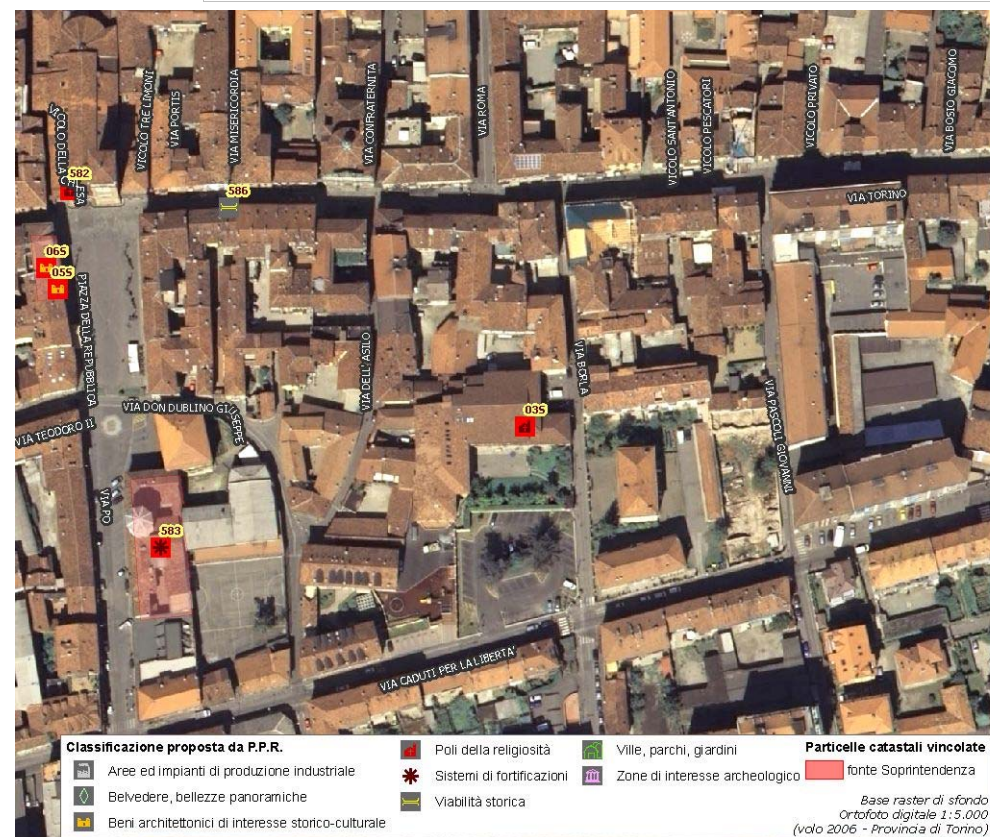 VICOLO DELLA CHIESA
VICOLO TRE LIMONI
VIA PORTIS
VIA MISERICORDIA
VIA CONFRATERNITA
VIA ROMA
VICOLO SANT'ANTONIO
VICOLO PESCATORI
VICOLO PRIVATO
VIA BOSIO GIACOMO
582
586
VIA TORINO
06S
05S
PIAZZA DELLA REPUBBLICA
VIA DELL'ASILO
VIA BORLA
VIA PASCOLI GIOVANNI
VIA DON DUBLINO GIUSEPPE
03S
VIA TEODORO II
VIA PO
583
VIA CADUTI PER LA LIBERTA'
Classificazione proposta da P.P.R.
Aree ed impianti di produzione industriale
Belvedere, bellezze panoramiche
Beni architettonici di interesse storico-culturale
Poli della religiosità
Sistemi di fortificazioni
Viabilità storica
Ville, parchi, giardini
Zone di interesse archeologico
Particelle catastali vincolate
fonte Soprintendenza
Base raster di sfondo
Ortofoto digitale 1:5.000
(volo 2006 - Provincia di Torino)